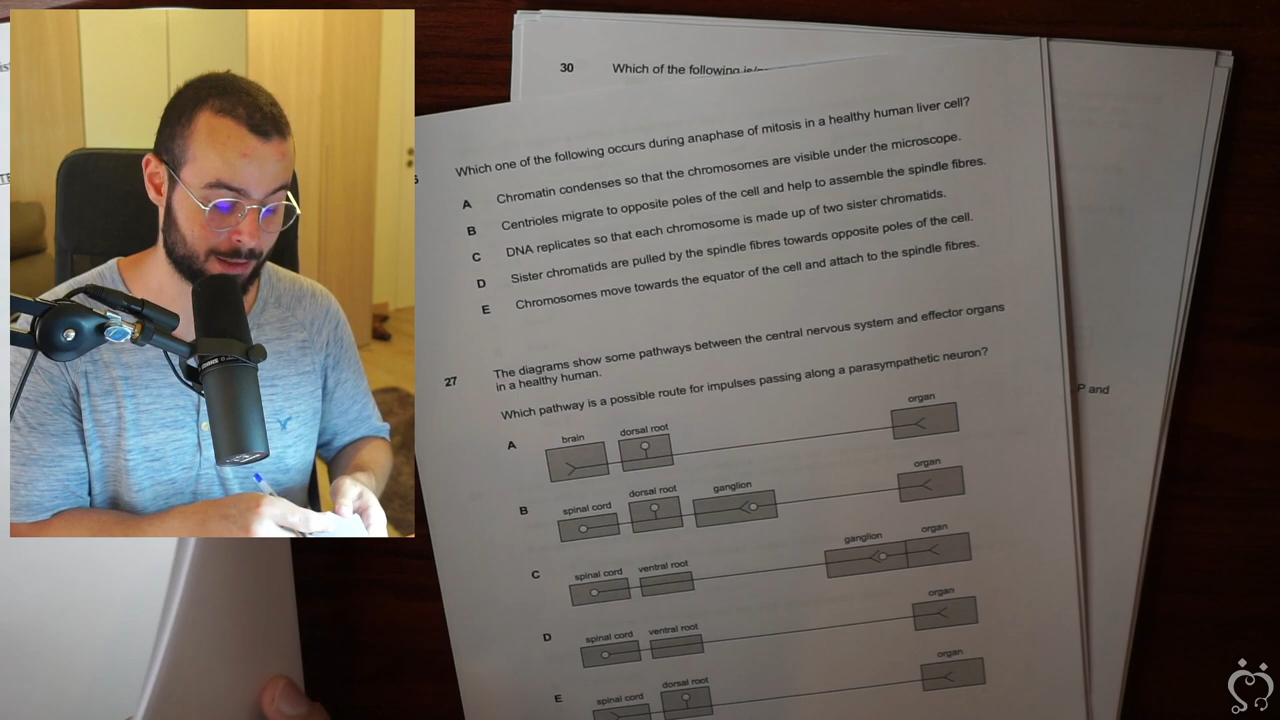 30 Which of the following
Which one of the following occurs during anaphase of mitosis in a healthy human liver cell?
A Chromatin condenses so that the chromosomes are visible under the microscope.
B Centrioles migrate to opposite poles of the cell and help to assemble the spindle fibres.
C DNA replicates so that each chromosome is made up of two sister chromatids.
D Sister chromatids are pulled by the spindle fibres towards opposite poles of the cell.
E Chromosomes move towards the equator of the cell and attach to the spindle fibres.
27 The diagrams show some pathways between the central nervous system and effector organs
in a healthy human.
Which pathway is a possible route for impulses passing along a parasympathetic neuron?
P and
A brain dorsal root organ
B spinal cord dorsal root ganglion organ
C spinal cord ventral root ganglion organ
D spinal cord ventral root organ
E spinal cord dorsal root organ